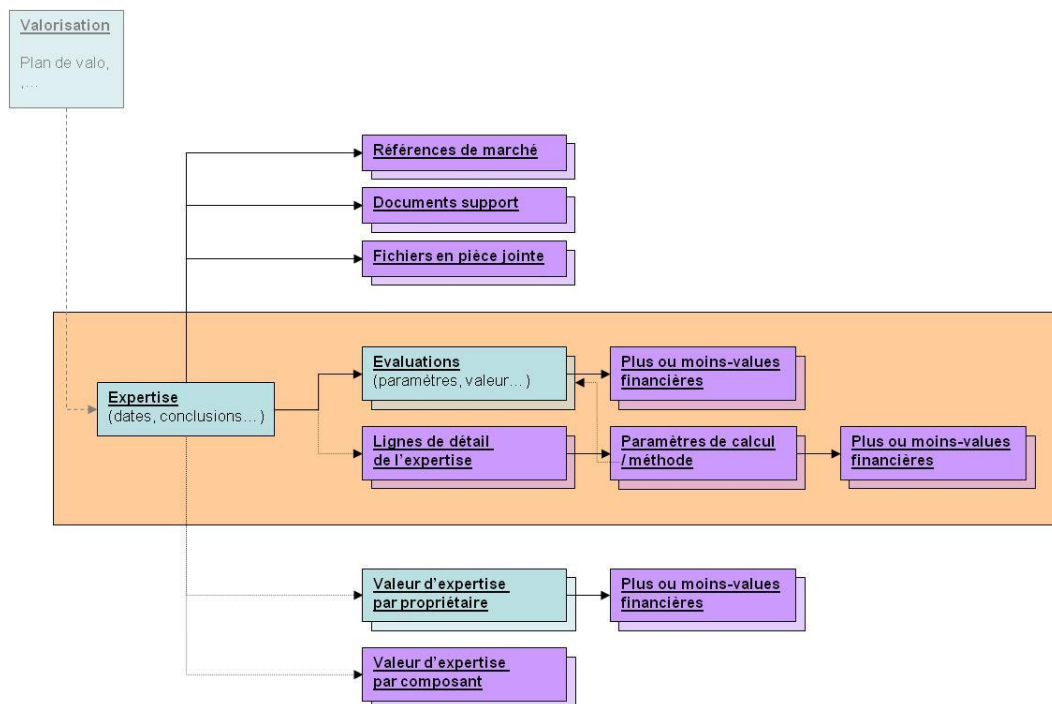 Valorisation
Plan de valo,
,...
Références de marché
Documents support
Fichiers en pièce jointe
Evaluations
(paramètres, valeur... )
Plus ou moins-values
financières
Expertise
(dates, conclusions... )
Lignes de détail
de l'expertise
Paramètres de calcul
/ méthode
Plus ou moins-values
financières
Valeur d'expertise
par propriétaire
Plus ou moins-values
financières
Valeur d'expertise
par composant